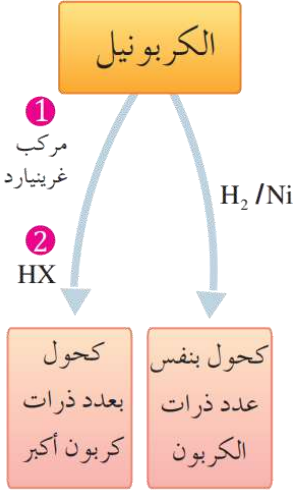 الكربونيل
1
مركب
غرينيارد
2
HX
H₂ /Ni
كحول
بعدد ذرات
كربون أكبر
كحول بنفس
عدد ذرات
الكربون